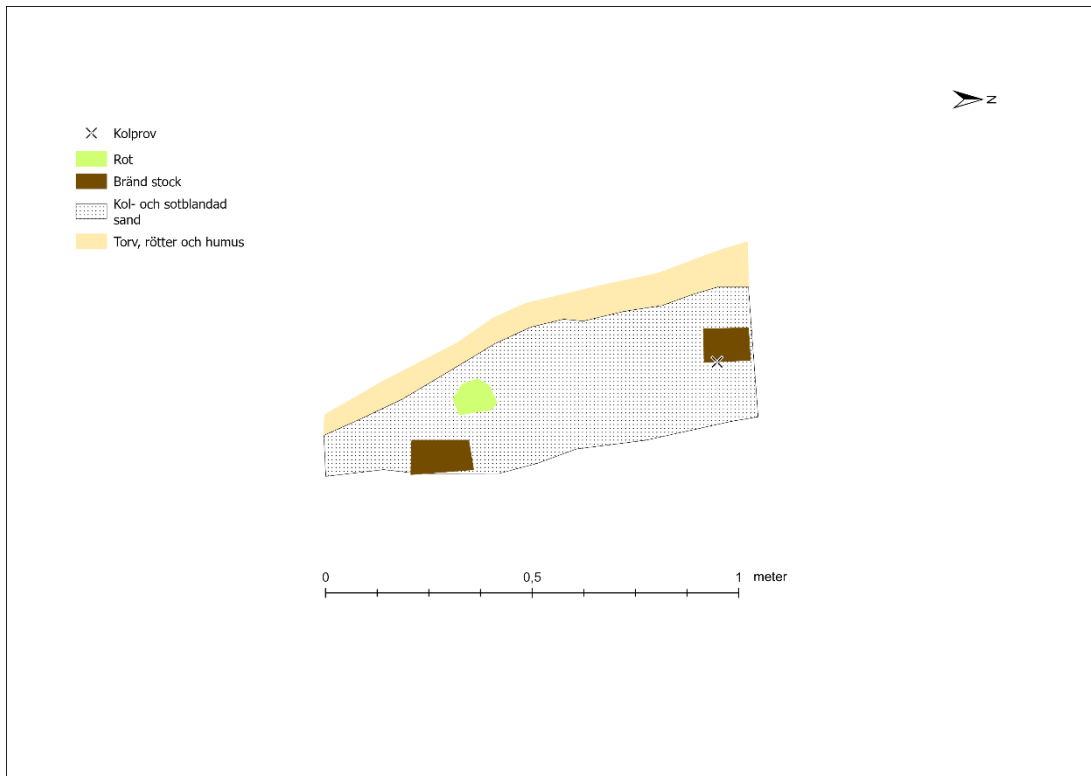 N
Kolprov
Rot
Bränd stock
Kol- och sotblandad
sand
Torv, rötter och humus
0 0,5 1 meter